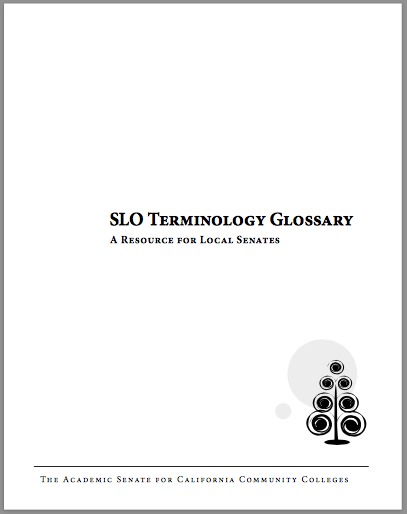 SLO Terminology Glossary
A Resource for Local Senates
The Academic Senate for California Community Colleges